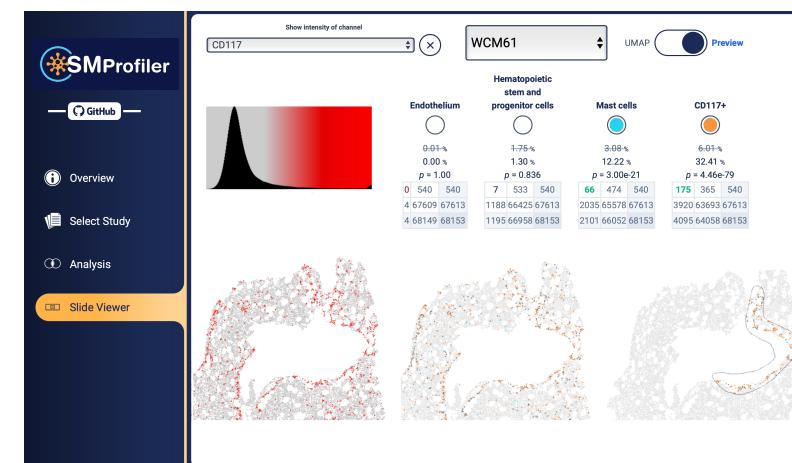 SMProfiler
GitHub
Overview
Select Study
Analysis
Slide Viewer
Show intensity of channel
CD117
WCM61
UMAP
Preview
Endothelium
0.01 %
0.00 %
p = 1.00
0 540 540
4 67609 67613
4 68149 68153
Hematopoietic
stem and
progenitor cells
1.75 %
1.30 %
p = 0.836
7 533 540
1188 66425 67613
1195 66958 68153
Mast cells
3.08 %
12.22 %
p = 3.00e-21
66 474 540
2035 65578 67613
2101 66052 68153
CD117+
6.01 %
32.41 %
p = 4.46e-79
175 365 540
3920 63693 67613
4095 64058 68153